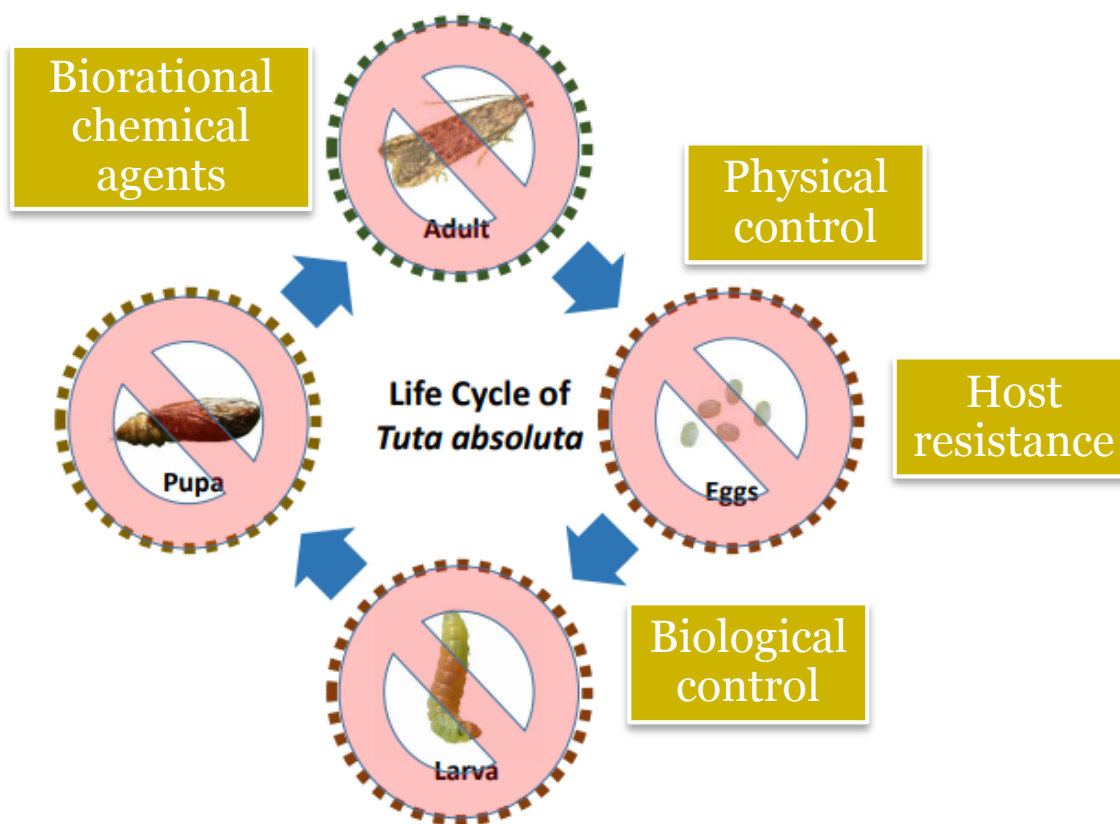 Biorational
chemical
agents
Adult
Physical
control
Life Cycle of
Tuta absoluta
Pupa
Eggs
Host
resistance
Biological
control
Larva